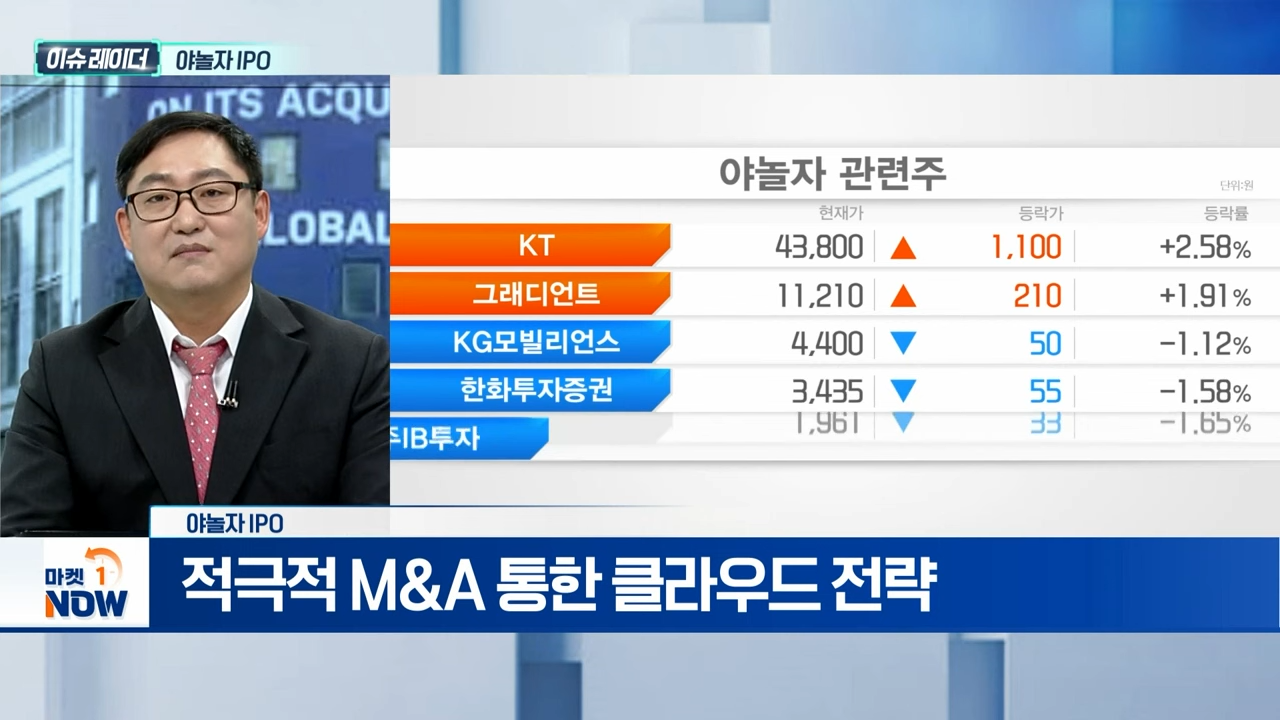 이슈 레이더 야놀자 IPO
ON ITS ACQU
LOBAL
야놀자 관련주
단위:원
현재가 등락가 등락률
KT 43,800 ▲ 1,100 +2.58%
그래디언트 11,210 ▲ 210 +1.91%
KG모빌리언스 4,400 ▼ 50 -1.12%
한화투자증권 3,435 ▼ 55 -1.58%
IB투자 1,961 ▼ 33 -1.65%
야놀자 IPO
마켓 1 NOW
적극적 M&A 통한 클라우드 전략